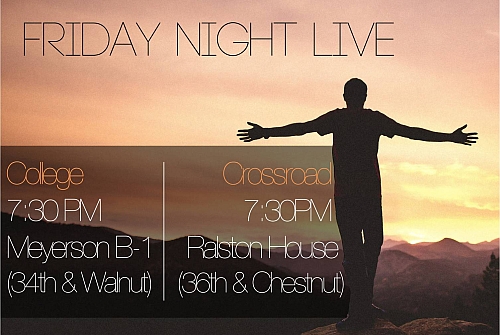 FRIDAY NIGHT LIVE
College
7:30 PM
Meyerson B-1
(34th & Walnut)
Crossroad
7:30PM
Ralston House
(36th & Chestnut)